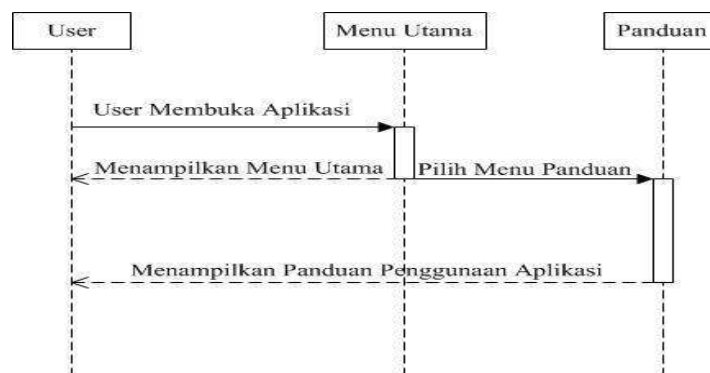 User
Menu Utama
Panduan
User Membuka Aplikasi
Menampilkan Menu Utama
Pilih Menu Panduan
Menampilkan Panduan Penggunaan Aplikasi